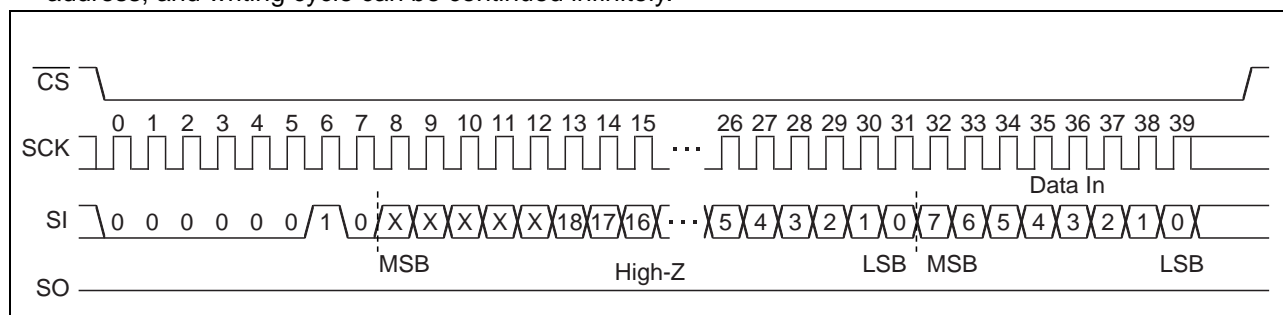 address, and writing cycle can be continued infinitely.
CS
0 1 2 3 4 5 6 7 8 9 10 11 12 13 14 15 26 27 28 29 30 31 32 33 34 35 36 37 38 39
SCK ···
Data In
SI 0 0 0 0 0 0 1 0 X X X X X 18 17 16 ··· 5 4 3 2 1 0 7 6 5 4 3 2 1 0
MSB High-Z LSB MSB LSB
SO